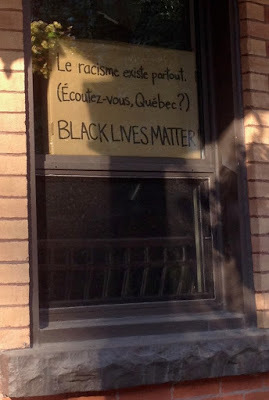 Le racisme existe partout.
(Écoutez-vous, Québec?)
BLACK LIVES MATTER